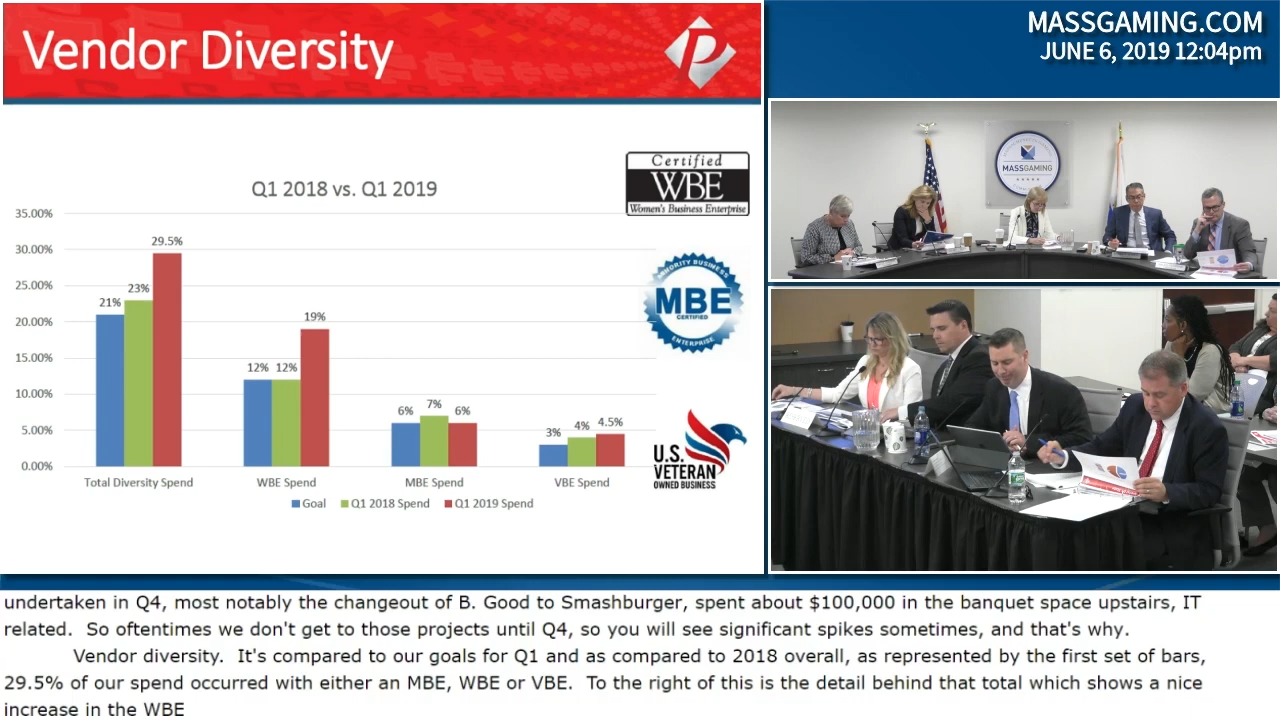 Vendor Diversity
MASSGAMING.COM
JUNE 6, 2019 12:04pm
Certified
WBE
Women's Business Enterprise
Q1 2018 vs. Q1 2019
35.00%
30.00%
25.00%
20.00%
15.00%
10.00%
5.00%
0.00%
21%
23%
29.5%
12%
12%
19%
6%
7%
6%
3%
4%
4.5%
Total Diversity Spend
WBE Spend
MBE Spend
VBE Spend
Goal
Q1 2018 Spend
Q1 2019 Spend
MINORITY BUSINESS
MBE
CERTIFIED
ENTERPRISE
U.S.
VETERAN
OWNED BUSINESS
MASSGAMING
undertaken in Q4, most notably the changeout of B. Good to Smashburger, spent about $100,000 in the banquet space upstairs, IT
related.  So oftentimes we don't get to those projects until Q4, so you will see significant spikes sometimes, and that's why.
Vendor diversity.  It's compared to our goals for Q1 and as compared to 2018 overall, as represented by the first set of bars,
29.5% of our spend occurred with either an MBE, WBE or VBE.  To the right of this is the detail behind that total which shows a nice
increase in the WBE